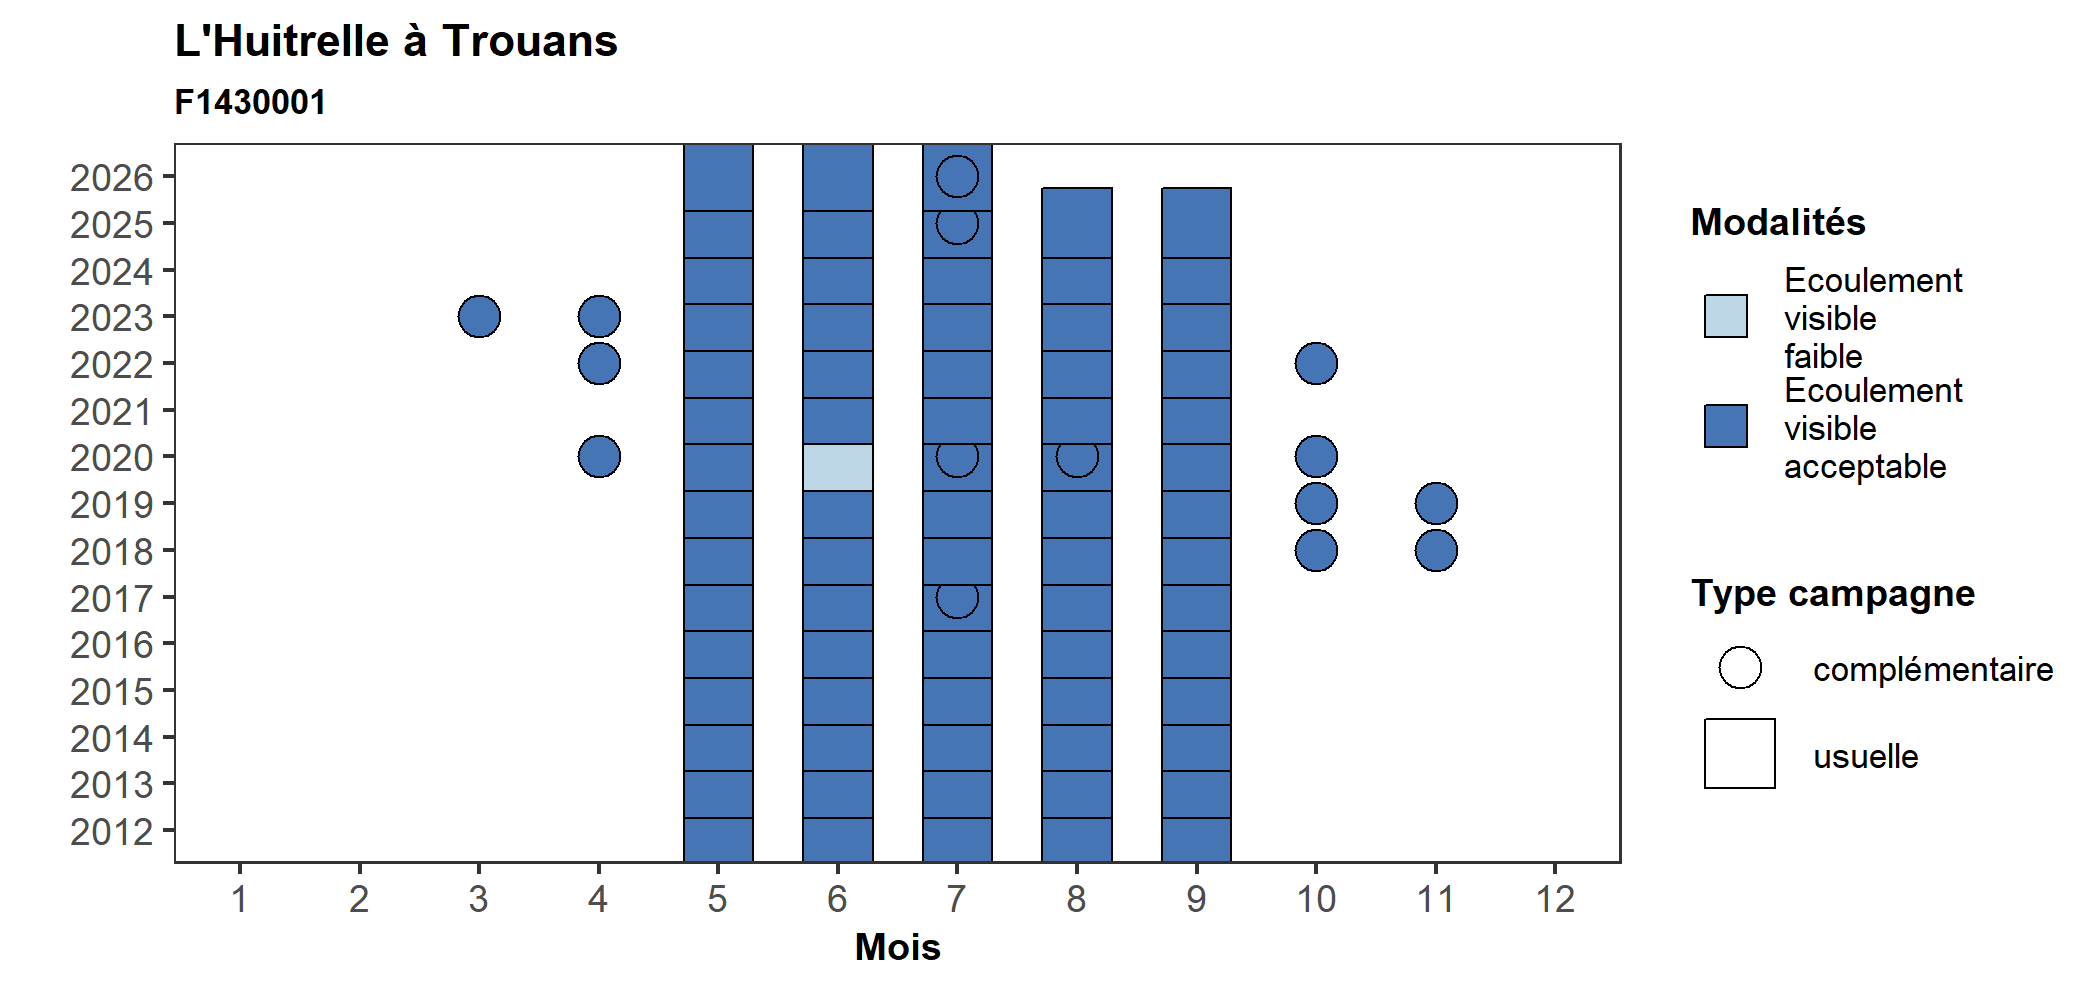 L'Huitrelle à Trouans
F1430001
2026
2025
2024
2023
2022
2021
2020
2019
2018
2017
2016
2015
2014
2013
2012
1 2 3 4 5 6 7 8 9 10 11 12
Mois
Modalités
Ecoulement
visible
faible
Ecoulement
visible
acceptable
Type campagne
complémentaire
usuelle